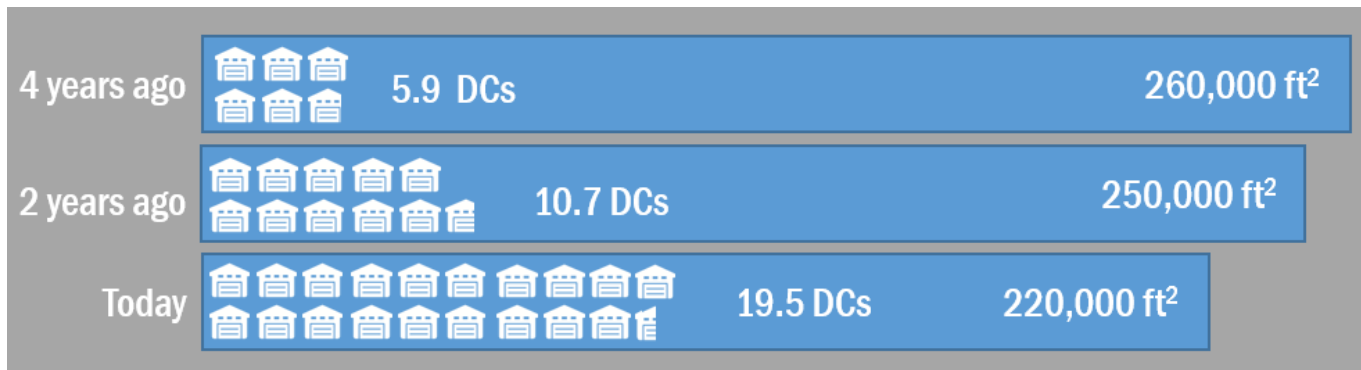 4 years ago 5.9 DCs 260,000 ft²
2 years ago 10.7 DCs 250,000 ft²
Today 19.5 DCs 220,000 ft²